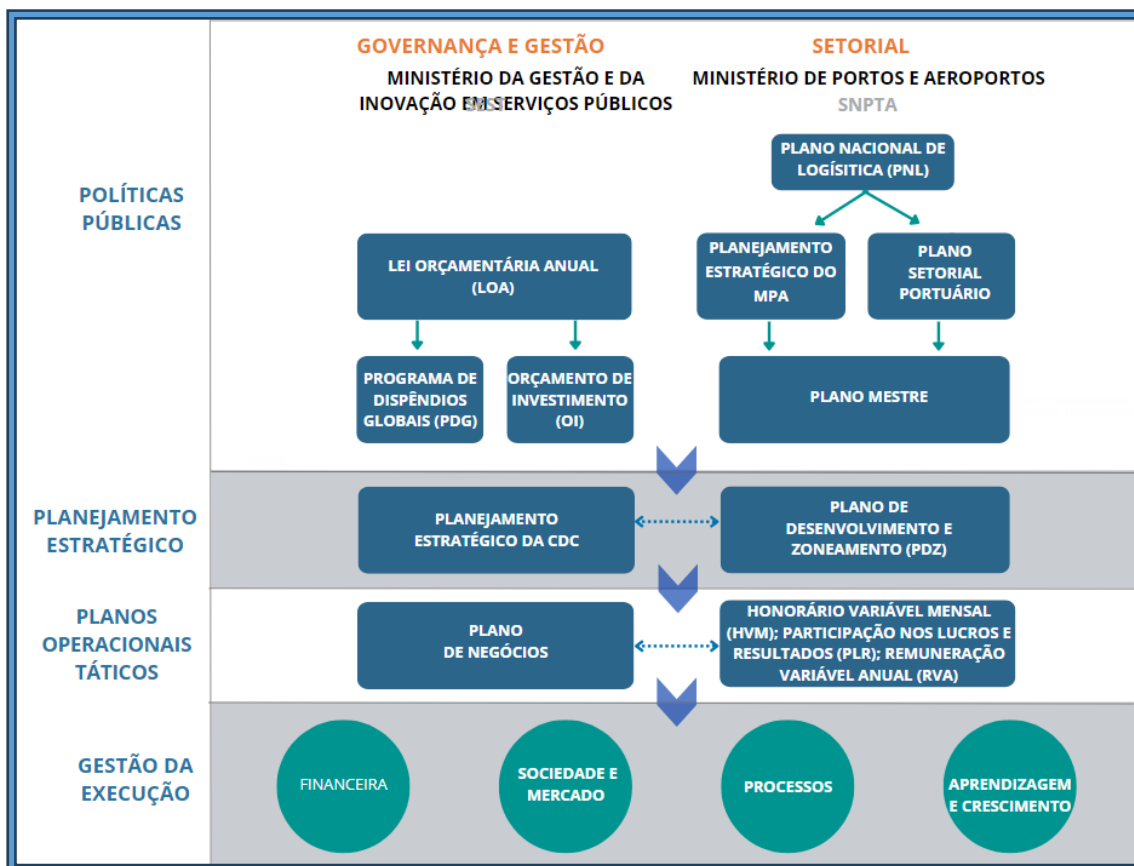 GOVERNANÇA E GESTÃO
MINISTÉRIO DA GESTÃO E DA
INOVAÇÃO EM SERVIÇOS PÚBLICOS
SEST
SETORIAL
MINISTÉRIO DE PORTOS E AEROPORTOS
SNPTA
POLÍTICAS
PÚBLICAS
PLANO NACIONAL DE
LOGÍSITICA (PNL)
LEI ORÇAMENTÁRIA ANUAL
(LOA)
PLANEJAMENTO
ESTRATÉGICO DO
MPA
PLANO
SETORIAL
PORTUÁRIO
PROGRAMA DE
DISPÊNDIOS
GLOBAIS (PDG)
ORÇAMENTO DE
INVESTIMENTO
(OI)
PLANO MESTRE
PLANEJAMENTO
ESTRATÉGICO
PLANEJAMENTO
ESTRATÉGICO DA CDC
PLANO DE
DESENVOLVIMENTO E
ZONEAMENTO (PDZ)
PLANOS
OPERACIONAIS
TÁTICOS
PLANO
DE NEGÓCIOS
HONORÁRIO VARIÁVEL MENSAL
(HVM); PARTICIPAÇÃO NOS LUCROS E
RESULTADOS (PLR); REMUNERAÇÃO
VARIÁVEL ANUAL (RVA)
GESTÃO DA
EXECUÇÃO
FINANCEIRA
SOCIEDADE E
MERCADO
PROCESSOS
APRENDIZAGEM
E CRESCIMENTO